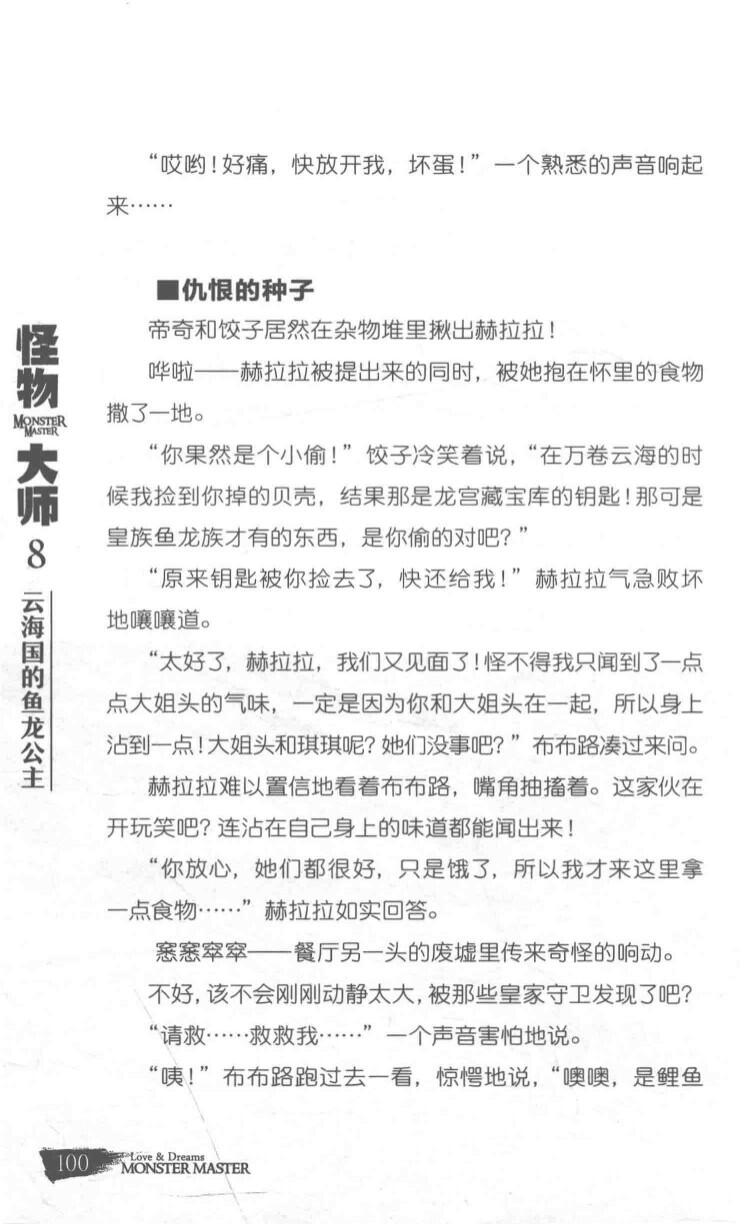 “哎哟！好痛，快放开我，坏蛋！”一个熟悉的声音响起
来……
■仇恨的种子
帝奇和饺子居然在杂物堆里揪出赫拉拉！
哗啦——赫拉拉被提出来的同时，被她抱在怀里的食物
撒了一地。
“你果然是个小偷！”饺子冷笑着说，“在万卷云海的时
候我捡到你掉的贝壳，结果那是龙宫藏宝库的钥匙！那可是
皇族鱼龙族才有的东西，是你偷的对吧？”
“原来钥匙被你捡去了，快还给我！”赫拉拉气急败坏
地嚷嚷道。
“太好了，赫拉拉，我们又见面了！怪不得我只闻到了一点
点大姐头的气味，一定是因为你和大姐头在一起，所以身上
沾到一点！大姐头和琪琪呢？她们没事吧？”布布路凑过来问。
赫拉拉难以置信地看着布布路，嘴角抽搐着。这家伙在
开玩笑吧？连沾在自己身上的味道都能闻出来！
“你放心，她们都很好，只是饿了，所以我才来这里拿
一点食物……”赫拉拉如实回答。
窸窸窣窣——餐厅另一头的废墟里传来奇怪的响动。
不好，该不会刚刚动静太大，被那些皇家守卫发现了吧？
“请救……救救我……”一个声音害怕地说。
“咦！”布布路跑过去一看，惊愕地说，“噢噢，是鲤鱼
怪物
MONSTER
MASTER
大师
8
云海国的鱼龙公主
100
Love & Dreams
MONSTER MASTER